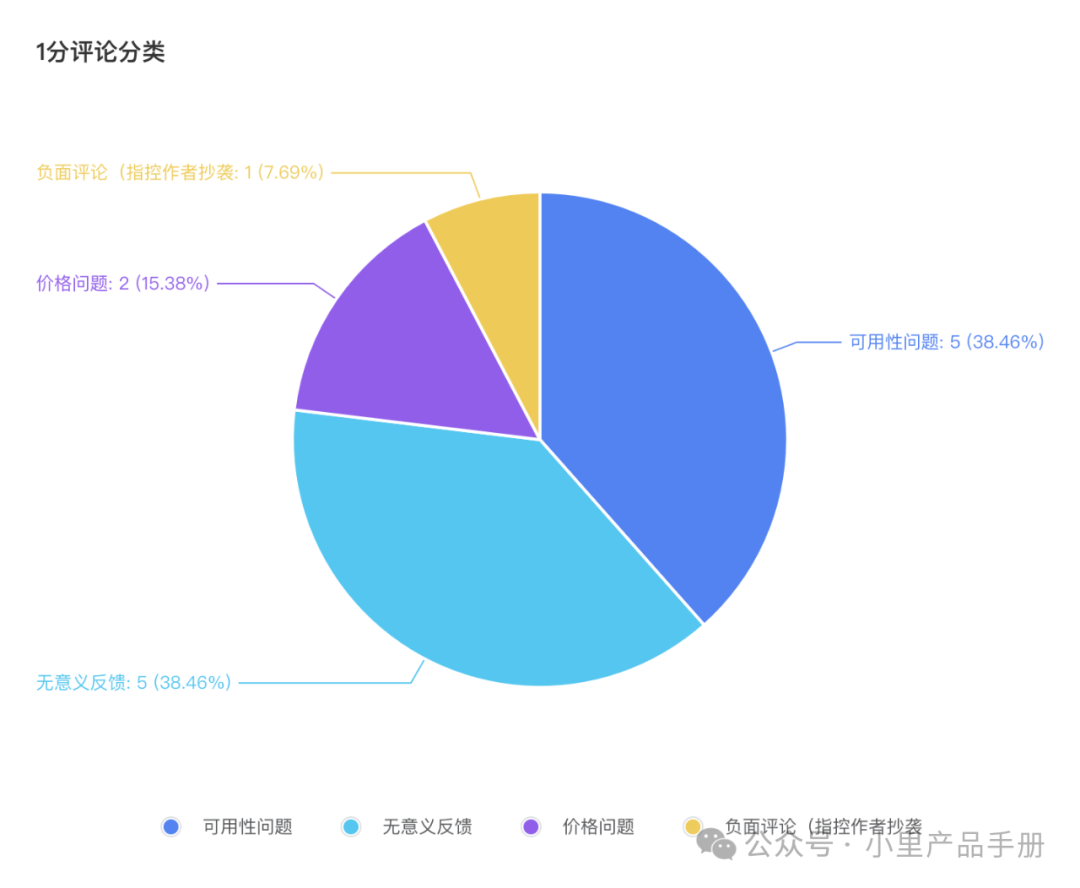 1分评论分类
负面评论（指控作者抄袭: 1 (7.69%)
价格问题: 2 (15.38%)
可用性问题: 5 (38.46%)
无意义反馈: 5 (38.46%)
可用性问题
无意义反馈
价格问题
负面评论（指控作者抄袭
公众号 · 小里产品手册